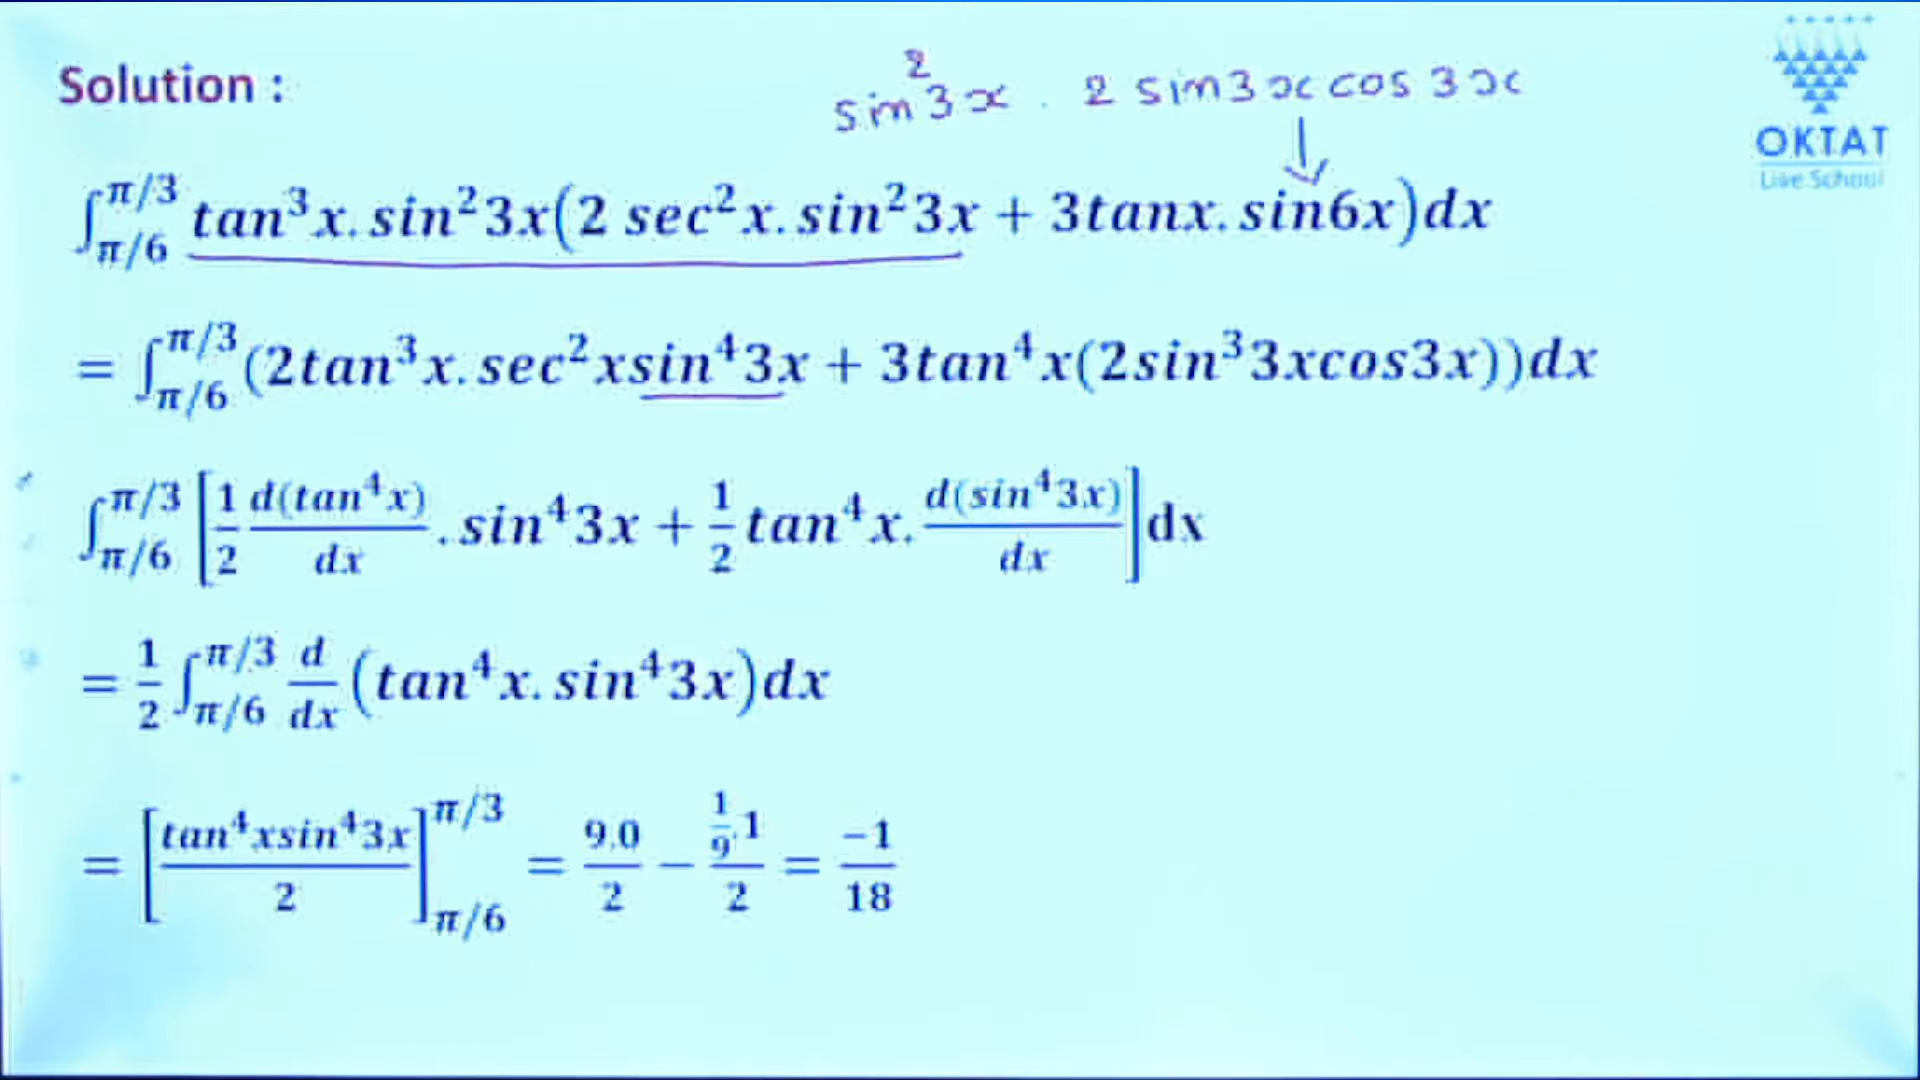 Solution :
sin²3x . 2 sin3x cos 3x
OKTAT
Live School
∫_{π/6}^{π/3} tan³x. sin²3x(2 sec²x. sin²3x + 3tanx. sin6x)dx
= ∫_{π/6}^{π/3} (2tan³x. sec²xsin⁴3x + 3tan⁴x(2sin³3xcos3x))dx
∫_{π/6}^{π/3} [1/2 d(tan⁴x)/dx . sin⁴3x + 1/2 tan⁴x. d(sin⁴3x)/dx] dx
= 1/2 ∫_{π/6}^{π/3} d/dx (tan⁴x. sin⁴3x)dx
= [tan⁴xsin⁴3x / 2]_{π/6}^{π/3} = 9.0/2 − (1/9 .1)/2 = −1/18